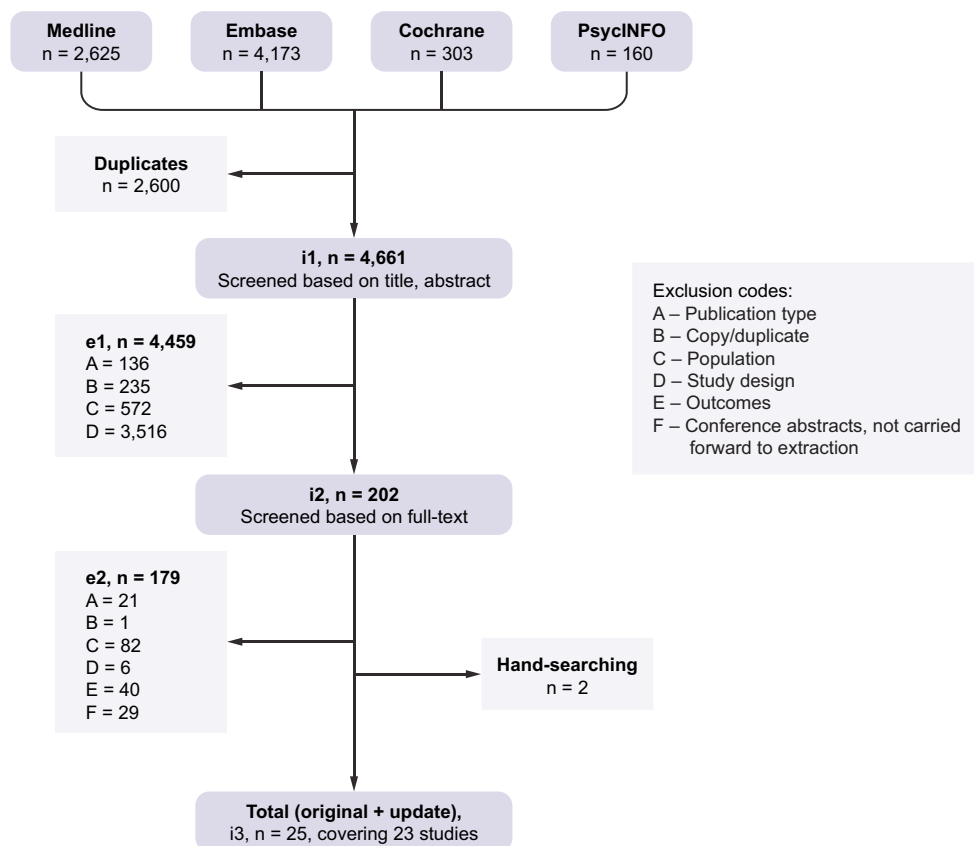 Medline
n = 2,625
Embase
n = 4,173
Cochrane
n = 303
PsycINFO
n = 160
Duplicates
n = 2,600
i1, n = 4,661
Screened based on title, abstract
e1, n = 4,459
A = 136
B = 235
C = 572
D = 3,516
Exclusion codes:
A – Publication type
B – Copy/duplicate
C – Population
D – Study design
E – Outcomes
F – Conference abstracts, not carried
forward to extraction
i2, n = 202
Screened based on full-text
e2, n = 179
A = 21
B = 1
C = 82
D = 6
E = 40
F = 29
Hand-searching
n = 2
Total (original + update),
i3, n = 25, covering 23 studies